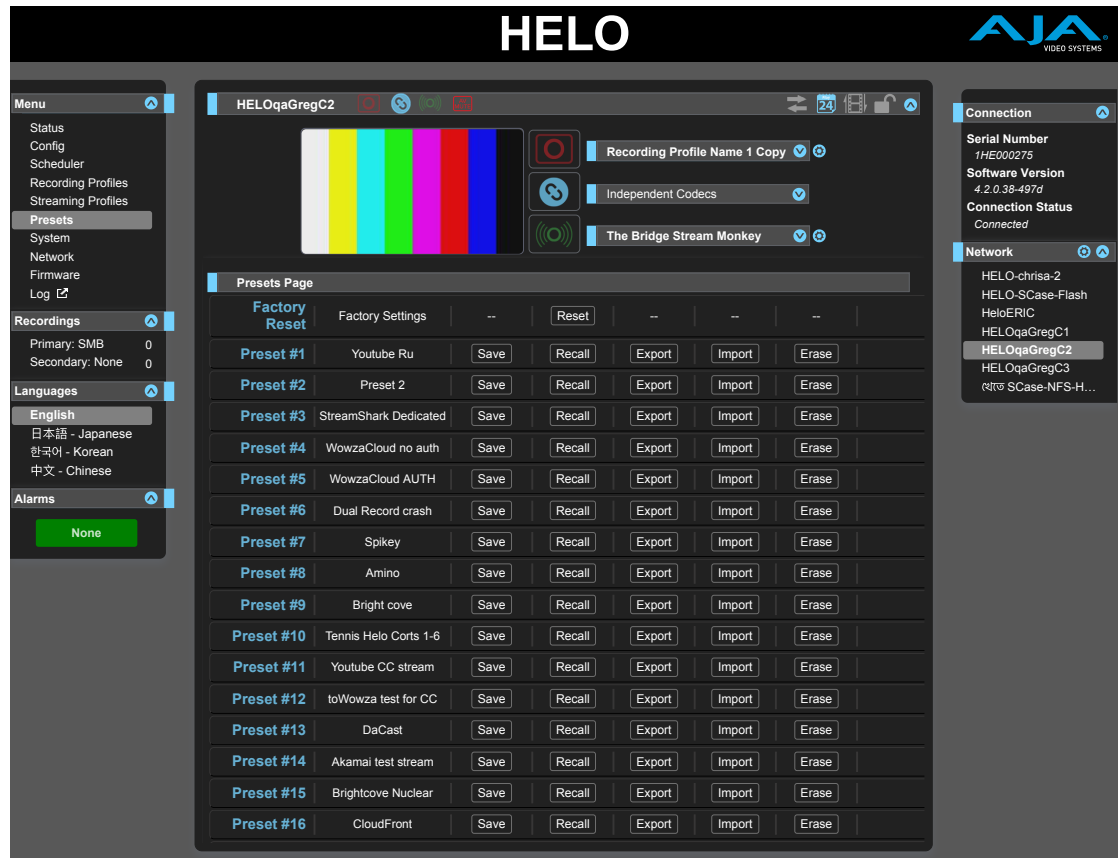 HELO
AJA
VIDEO SYSTEMS
Menu
Status
Config
Scheduler
Recording Profiles
Streaming Profiles
Presets
System
Network
Firmware
Log
Recordings
Primary: SMB 0
Secondary: None 0
Languages
English
日本語 - Japanese
한국어 - Korean
中文 - Chinese
Alarms
None
HELOqaGregC2
24
Recording Profile Name 1 Copy
Independent Codecs
The Bridge Stream Monkey
Presets Page
Factory Reset Factory Settings -- Reset -- -- --
Preset #1 Youtube Ru Save Recall Export Import Erase
Preset #2 Preset 2 Save Recall Export Import Erase
Preset #3 StreamShark Dedicated Save Recall Export Import Erase
Preset #4 WowzaCloud no auth Save Recall Export Import Erase
Preset #5 WowzaCloud AUTH Save Recall Export Import Erase
Preset #6 Dual Record crash Save Recall Export Import Erase
Preset #7 Spikey Save Recall Export Import Erase
Preset #8 Amino Save Recall Export Import Erase
Preset #9 Bright cove Save Recall Export Import Erase
Preset #10 Tennis Helo Corts 1-6 Save Recall Export Import Erase
Preset #11 Youtube CC stream Save Recall Export Import Erase
Preset #12 toWowza test for CC Save Recall Export Import Erase
Preset #13 DaCast Save Recall Export Import Erase
Preset #14 Akamai test stream Save Recall Export Import Erase
Preset #15 Brightcove Nuclear Save Recall Export Import Erase
Preset #16 CloudFront Save Recall Export Import Erase
Connection
Serial Number
1HE000275
Software Version
4.2.0.38-497d
Connection Status
Connected
Network
HELO-chrisa-2
HELO-SCase-Flash
HeloERIC
HELOqaGregC1
HELOqaGregC2
HELOqaGregC3
খেতে SCase-NFS-H...